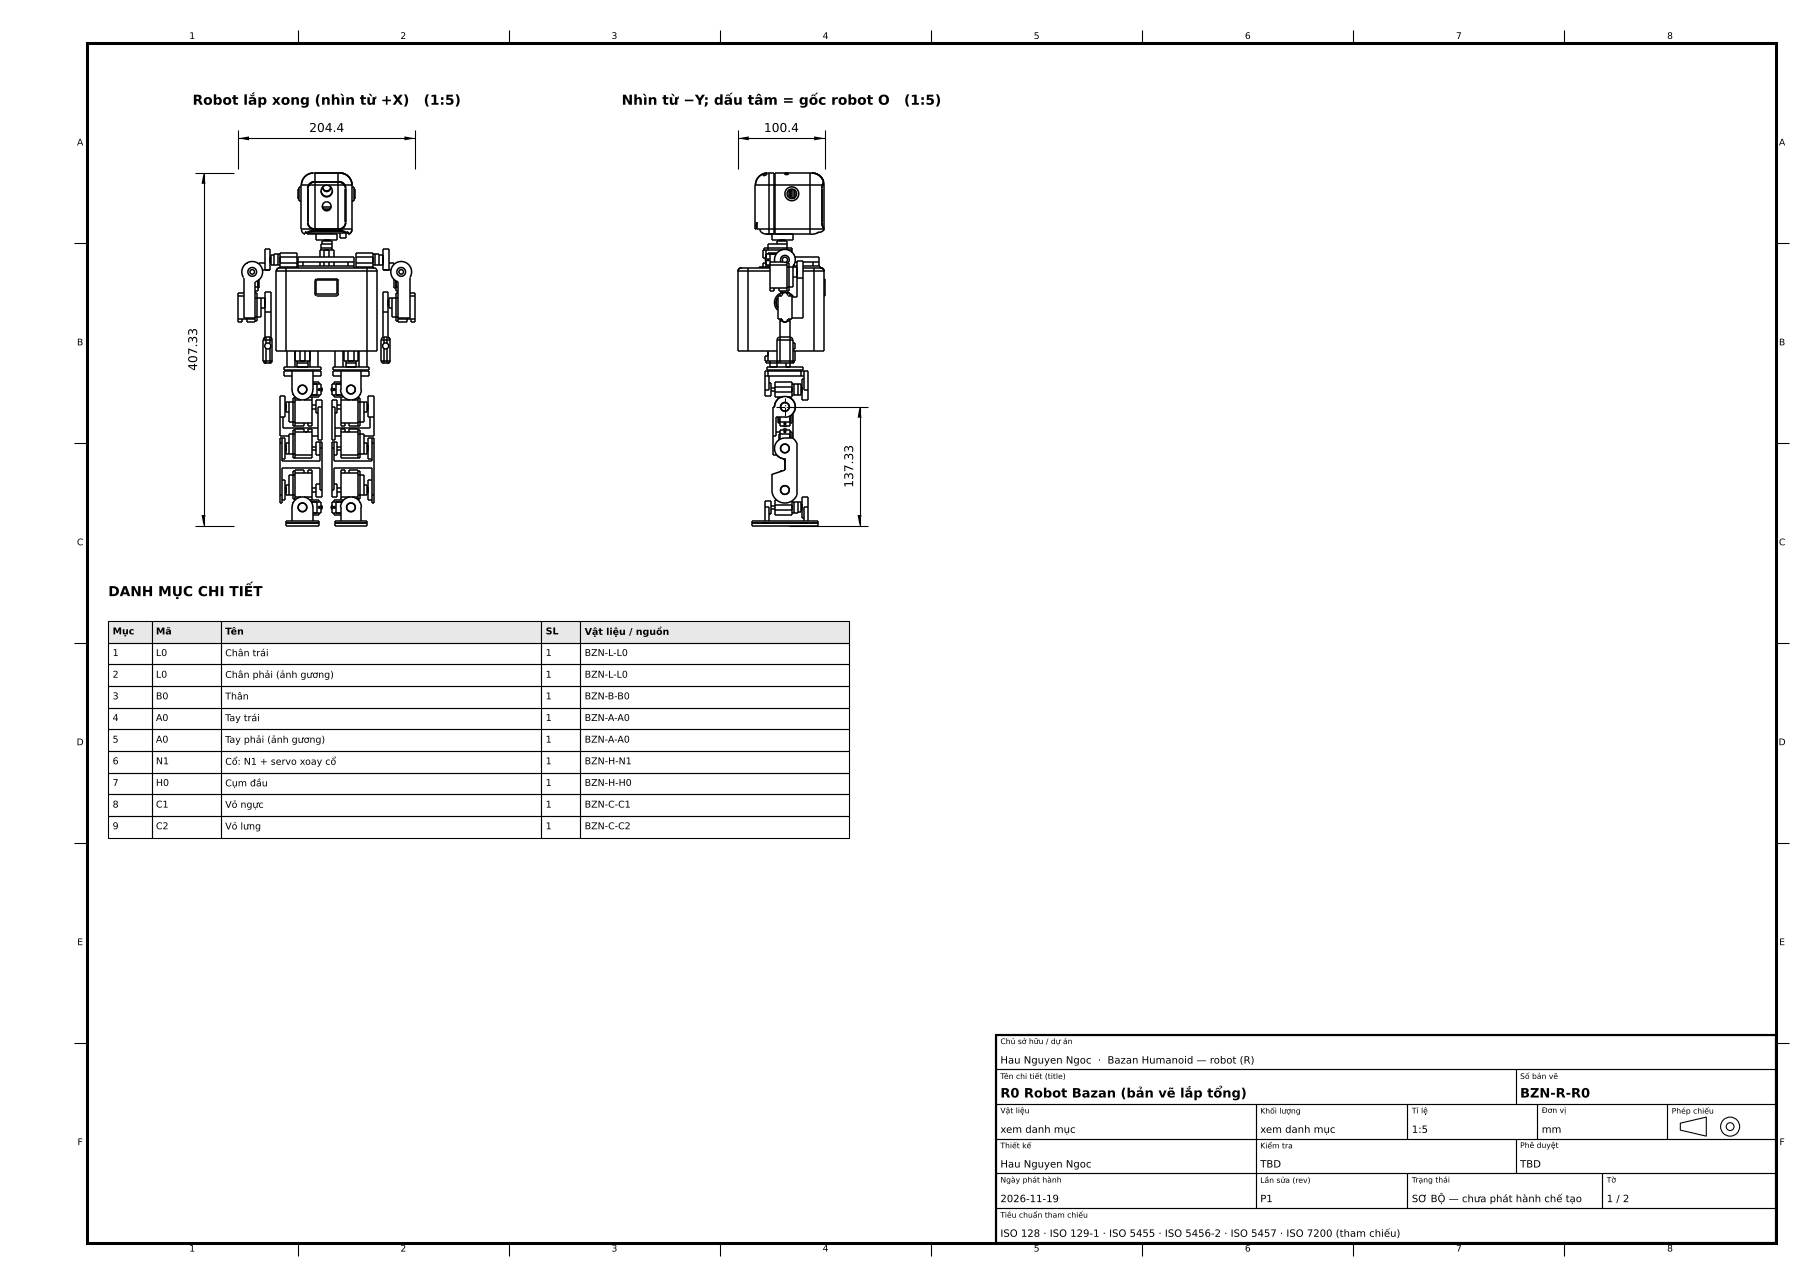 1 2 3 4 5 6 7 8
Robot lắp xong (nhìn từ +X) (1:5)
Nhìn từ −Y; dấu tâm = gốc robot O (1:5)
204.4
100.4
A A
407.33
B B
137.33
C C
DANH MỤC CHI TIẾT
Mục Mã Tên SL Vật liệu / nguồn
1 L0 Chân trái 1 BZN-L-L0
2 L0 Chân phải (ảnh gương) 1 BZN-L-L0
3 B0 Thân 1 BZN-B-B0
4 A0 Tay trái 1 BZN-A-A0
5 A0 Tay phải (ảnh gương) 1 BZN-A-A0
6 N1 Cổ: N1 + servo xoay cổ 1 BZN-H-N1
7 H0 Cụm đầu 1 BZN-H-H0
8 C1 Vỏ ngực 1 BZN-C-C1
9 C2 Vỏ lưng 1 BZN-C-C2
D D
E E
F F
Chủ sở hữu / dự án
Hau Nguyen Ngoc · Bazan Humanoid — robot (R)
Tên chi tiết (title) Số bản vẽ
R0 Robot Bazan (bản vẽ lắp tổng) BZN-R-R0
Vật liệu Khối lượng Tỉ lệ Đơn vị Phép chiếu
xem danh mục xem danh mục 1:5 mm
Thiết kế Kiểm tra Phê duyệt
Hau Nguyen Ngoc TBD TBD
Ngày phát hành Lần sửa (rev) Trạng thái Tờ
2026-11-19 P1 SƠ BỘ — chưa phát hành chế tạo 1 / 2
Tiêu chuẩn tham chiếu
ISO 128 · ISO 129-1 · ISO 5455 · ISO 5456-2 · ISO 5457 · ISO 7200 (tham chiếu)
1 2 3 4 5 6 7 8